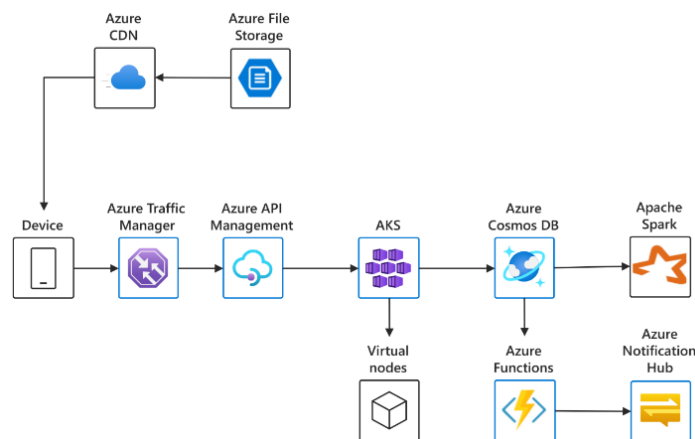 Azure
CDN
Azure File
Storage
Device
Azure Traffic
Manager
Azure API
Management
AKS
Azure
Cosmos DB
Apache
Spark
Virtual
nodes
Azure
Functions
Azure
Notification
Hub